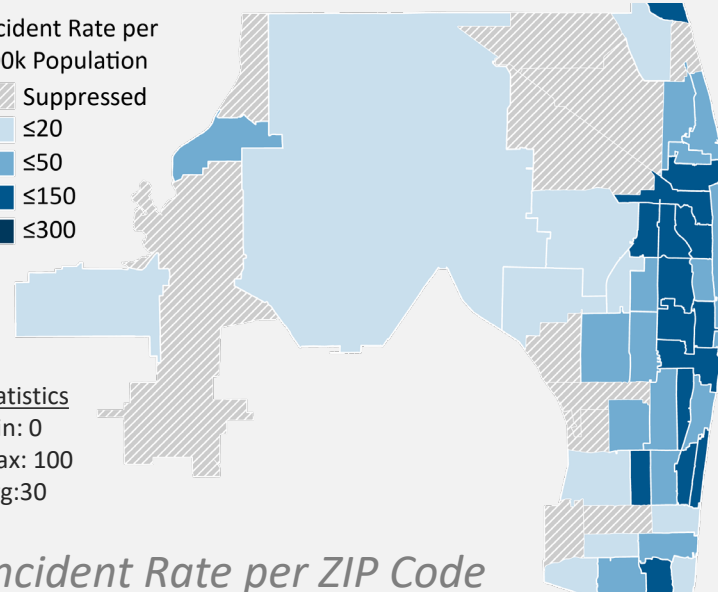 cident Rate per
0k Population
Suppressed
≤20
≤50
≤150
≤300
atistics
in: 0
ax: 100
g:30
ncident Rate per ZIP Code